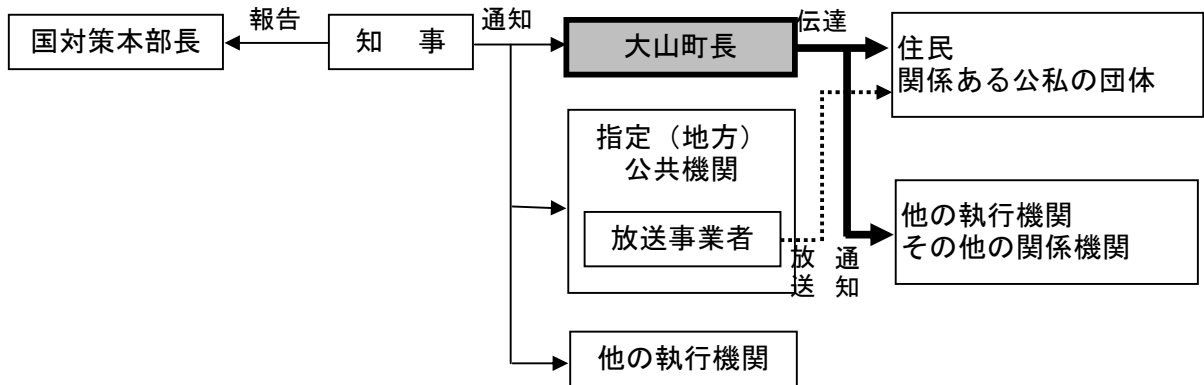 報告
通知
伝達
国対策本部長
知　事
大山町長
住民
関係ある公私の団体
指定（地方）
公共機関
放送事業者
放送
通知
他の執行機関
その他の関係機関
他の執行機関